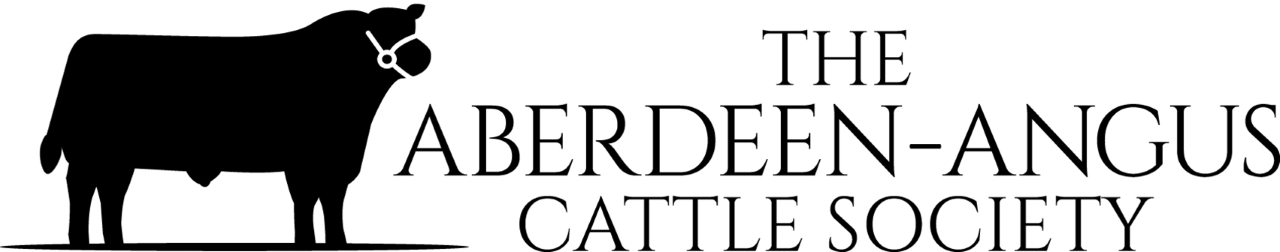 THE
ABERDEEN-ANGUS
CATTLE SOCIETY